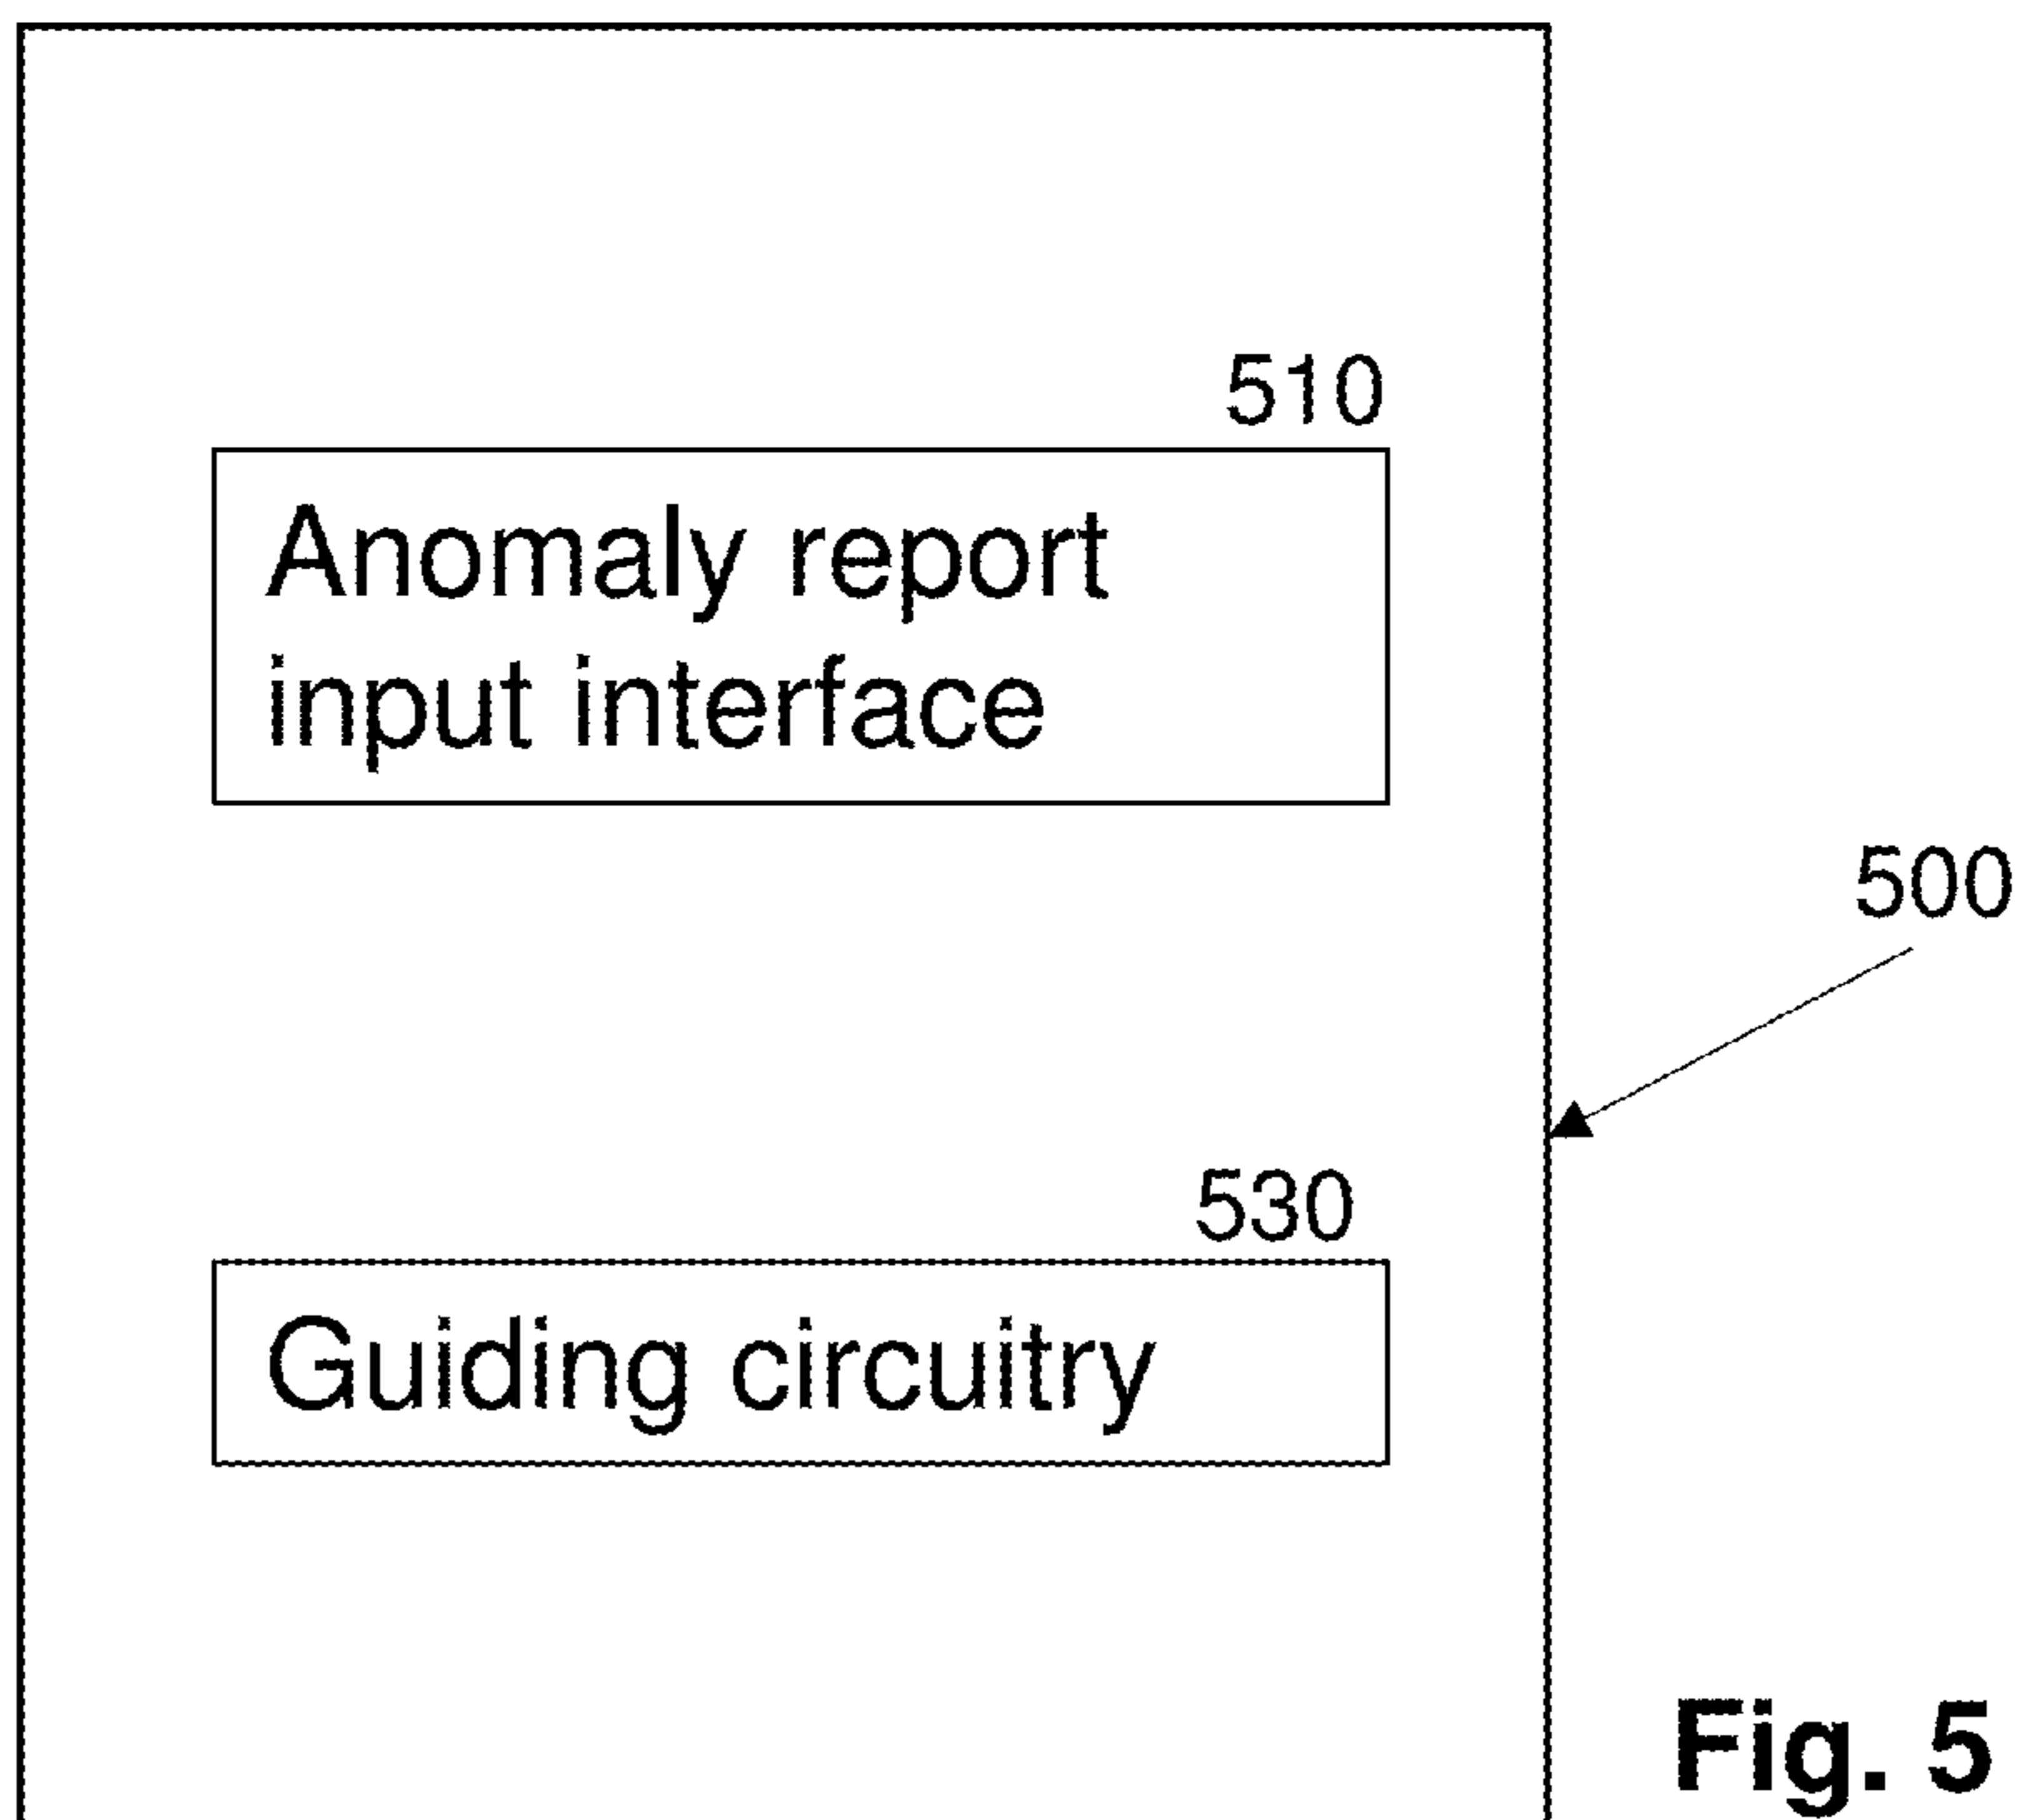 510
Anomaly report
input interface
500
530
Guiding circuitry
Fig. 5